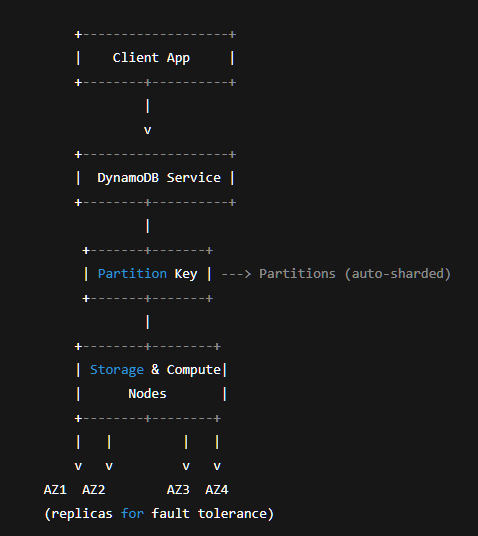 Client App
DynamoDB Service
Partition Key ---> Partitions (auto-sharded)
Storage & Compute
Nodes
v
v v v v
AZ1 AZ2 AZ3 AZ4
(replicas for fault tolerance)